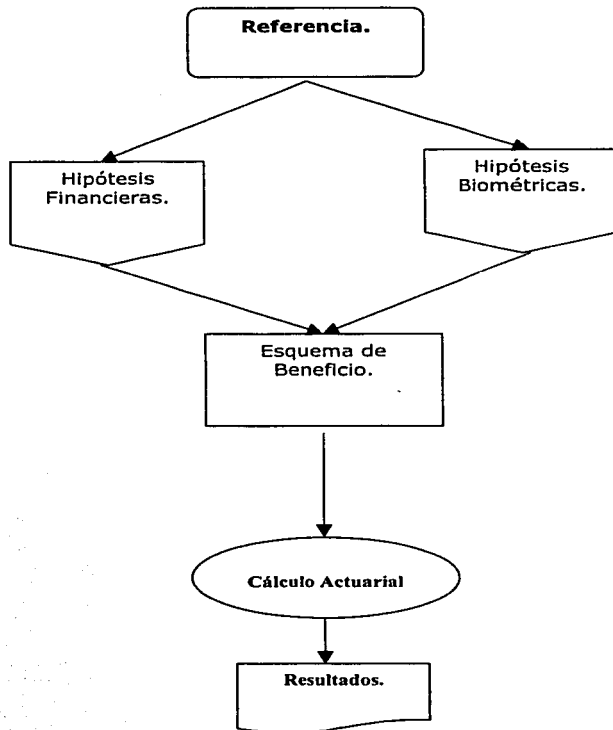 Referencia.
Hipótesis
Financieras.
Hipótesis
Biométricas.
Esquema de
Beneficio.
Cálculo Actuarial
Resultados.